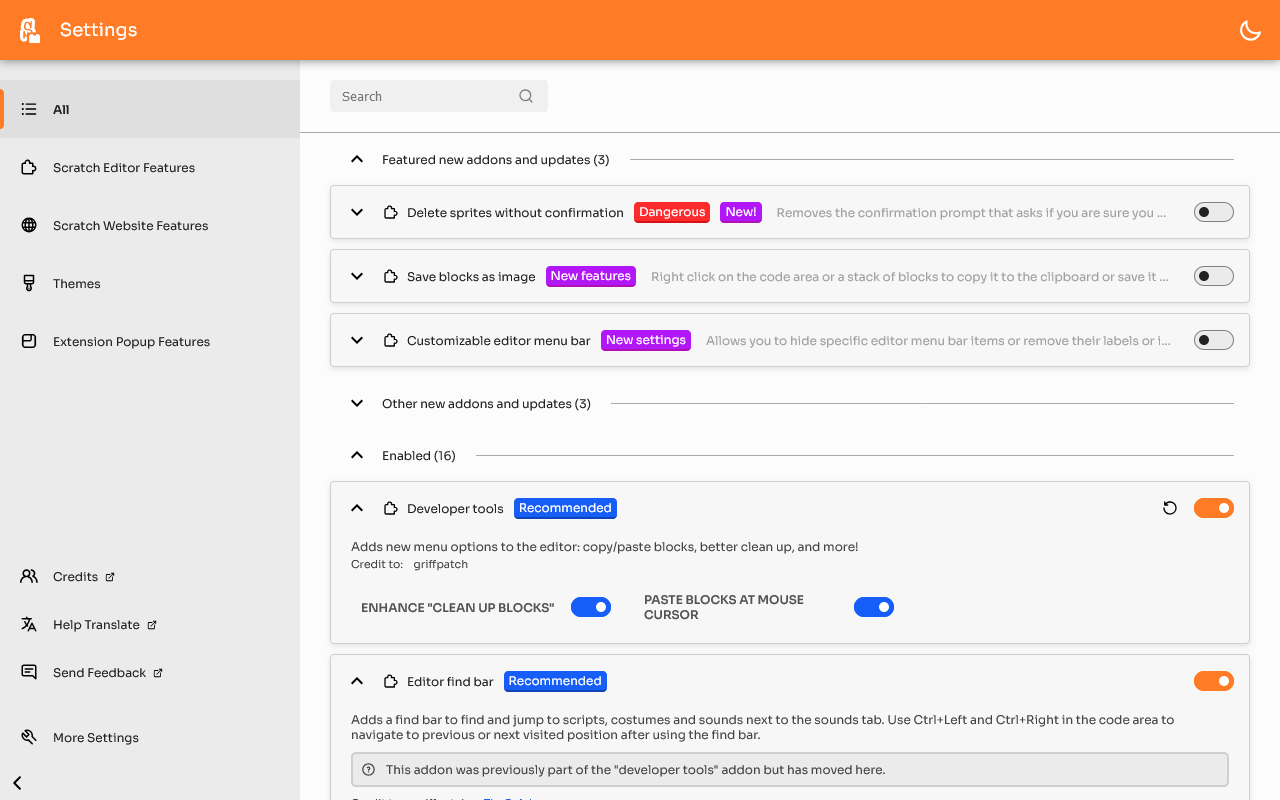 Settings
All
Scratch Editor Features
Scratch Website Features
Themes
Extension Popup Features
Credits
Help Translate
Send Feedback
More Settings
Search
Featured new addons and updates (3)
Delete sprites without confirmation Dangerous New! Removes the confirmation prompt that asks if you are sure you ...
Save blocks as image New features Right click on the code area or a stack of blocks to copy it to the clipboard or save it ...
Customizable editor menu bar New settings Allows you to hide specific editor menu bar items or remove their labels or i...
Other new addons and updates (3)
Enabled (16)
Developer tools Recommended
Adds new menu options to the editor: copy/paste blocks, better clean up, and more!
Credit to: griffpatch
ENHANCE "CLEAN UP BLOCKS"
PASTE BLOCKS AT MOUSE
CURSOR
Editor find bar Recommended
Adds a find bar to find and jump to scripts, costumes and sounds next to the sounds tab. Use Ctrl+Left and Ctrl+Right in the code area to
navigate to previous or next visited position after using the find bar.
This addon was previously part of the "developer tools" addon but has moved here.